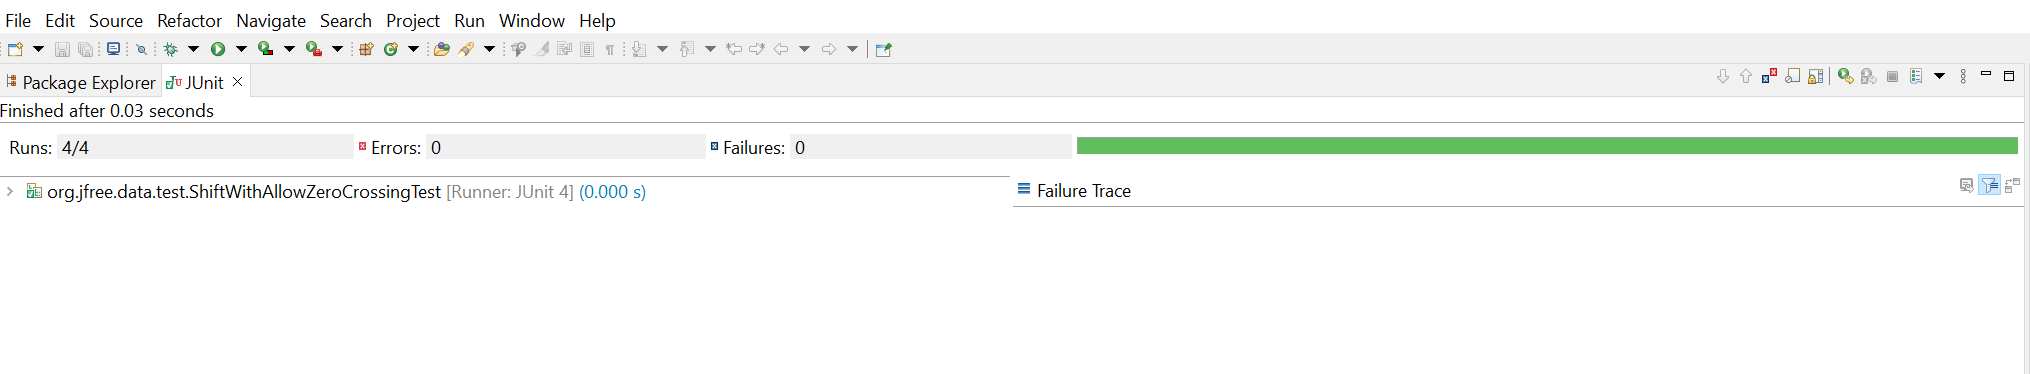 File Edit Source Refactor Navigate Search Project Run Window Help
Package Explorer JUnit
Finished after 0.03 seconds
Runs: 4/4 Errors: 0 Failures: 0
org.jfree.data.test.ShiftWithAllowZeroCrossingTest [Runner: JUnit 4] (0.000 s)
Failure Trace